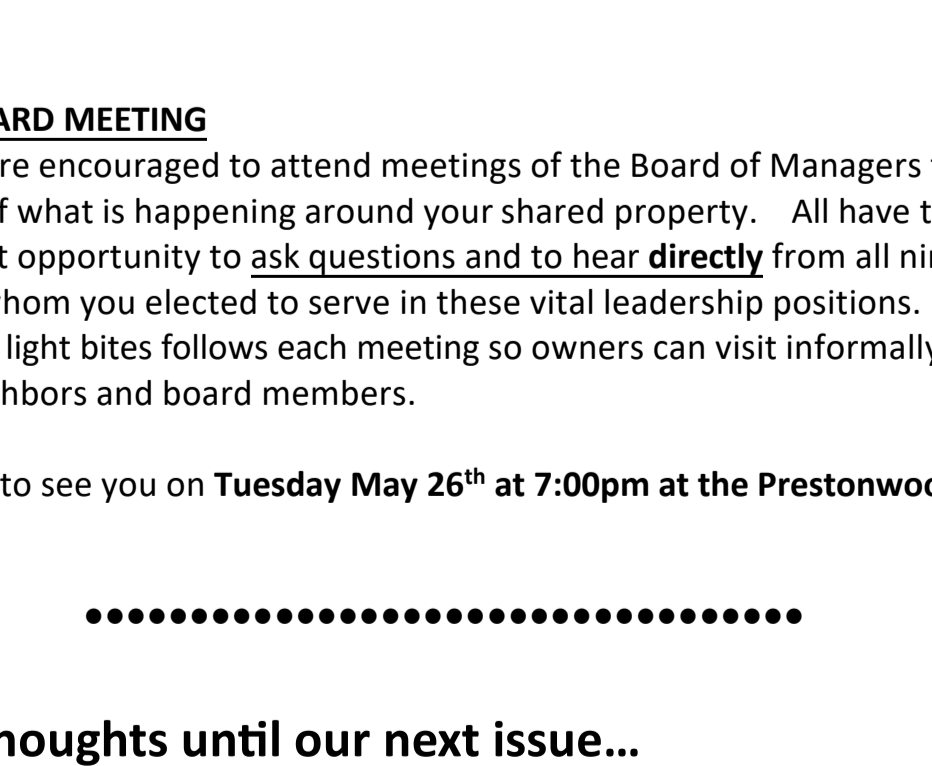 ARD MEETING
re encouraged to attend meetings of the Board of Managers
f what is happening around your shared property. All have t
t opportunity to ask questions and to hear directly from all nin
hom you elected to serve in these vital leadership positions.
light bites follows each meeting so owners can visit informally
hbors and board members.
to see you on Tuesday May 26th at 7:00pm at the Prestonwoo
••••••••••••••••••••••••••••••••••
houghts until our next issue…